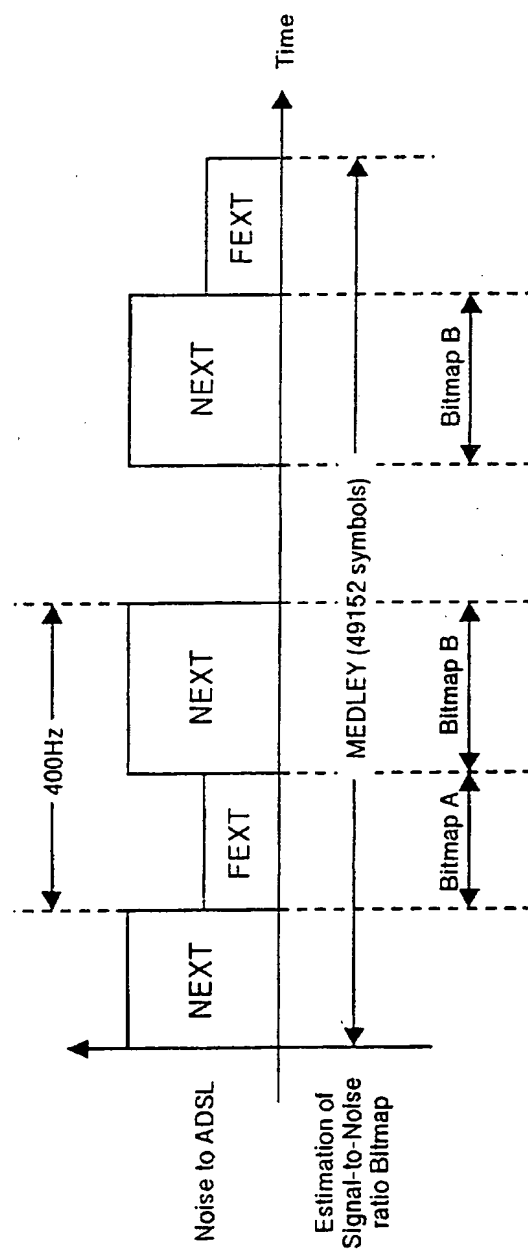 400Hz
Noise to ADSL
NEXT
FEXT
NEXT
NEXT
FEXT
Time
Estimation of
Signal-to-Noise
ratio Bitmap
MEDLEY (49152 symbols)
Bitmap A
Bitmap B
Bitmap B